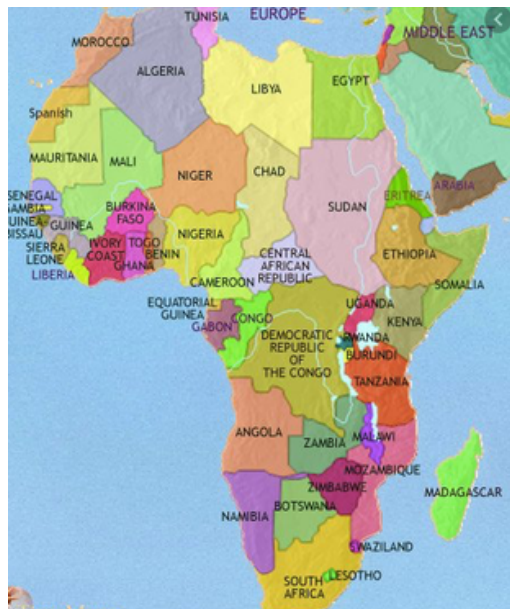 EUROPE
TUNISIA
MIDDLE EAST
MOROCCO
ALGERIA
LIBYA
EGYPT
Spanish
MAURITANIA
MALI
NIGER
CHAD
SUDAN
ERITREA
ARABIA
SENEGAL
GAMBIA
GUINEA
BISSAU
GUINEA
BURKINA
FASO
SIERRA
LEONE
LIBERIA
IVORY
COAST
GHANA
TOGO
BENIN
NIGERIA
CAMEROON
CENTRAL
AFRICAN
REPUBLIC
ETHIOPIA
SOMALIA
EQUATORIAL
GUINEA
GABON
CONGO
DEMOCRATIC
REPUBLIC
OF
THE CONGO
UGANDA
KENYA
RWANDA
BURUNDI
TANZANIA
ANGOLA
ZAMBIA
MALAWI
MOZAMBIQUE
ZIMBABWE
MADAGASCAR
NAMIBIA
BOTSWANA
SWAZILAND
SOUTH
AFRICA
LESOTHO